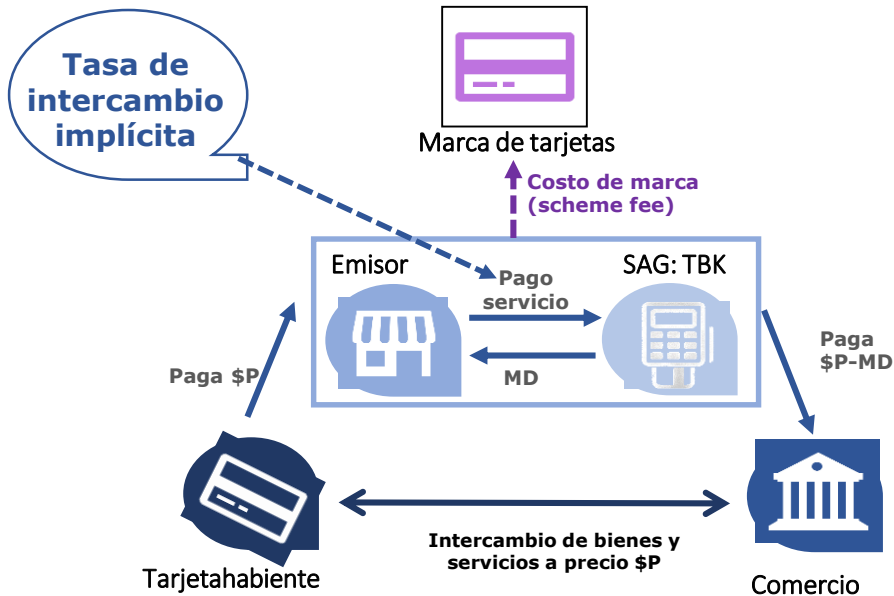 Tasa de
intercambio
implícita
Marca de tarjetas
Costo de marca
(scheme fee)
Emisor
SAG: TBK
Pago
servicio
MD
Paga $P
Paga
$P-MD
Intercambio de bienes y
servicios a precio $P
Tarjetahabiente
Comercio